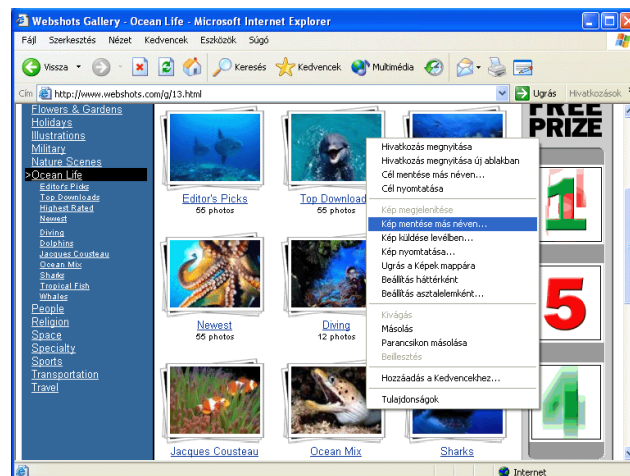 Webshots Gallery - Ocean Life - Microsoft Internet Explorer
Fájl Szerkesztés Nézet Kedvencek Eszközök Súgó
Vissza Keresés Kedvencek Multimédia
Cím http://www.webshots.com/g/13.html Ugrás Hivatkozások
Flowers & Gardens
Holidays
Illustrations
Military
Nature Scenes
>Ocean Life
Editor's Picks
Top Downloads
Highest Rated
Newest
Diving
Dolphins
Jacques Cousteau
Ocean Mix
Sharks
Tropical Fish
Whales
People
Religion
Space
Specialty
Sports
Transportation
Travel
Editor's Picks
55 photos
Top Download
55 photos
Newest
55 photos
Diving
12 photos
Jacques Cousteau
Ocean Mix
Sharks
Hivatkozás megnyitása
Hivatkozás megnyitása új ablakban
Cél mentése más néven...
Cél nyomtatása
Kép megjelenítése
Kép mentése más néven...
Kép küldése levélben...
Kép nyomtatása...
Ugrás a Képek mappára
Beállítás háttérként
Beállítás asztalelemként...
Kivágás
Másolás
Parancsikon másolása
Beillesztés
Hozzáadás a Kedvencekhez...
Tulajdonságok
FREE
PRIZE
1
5
4
Internet